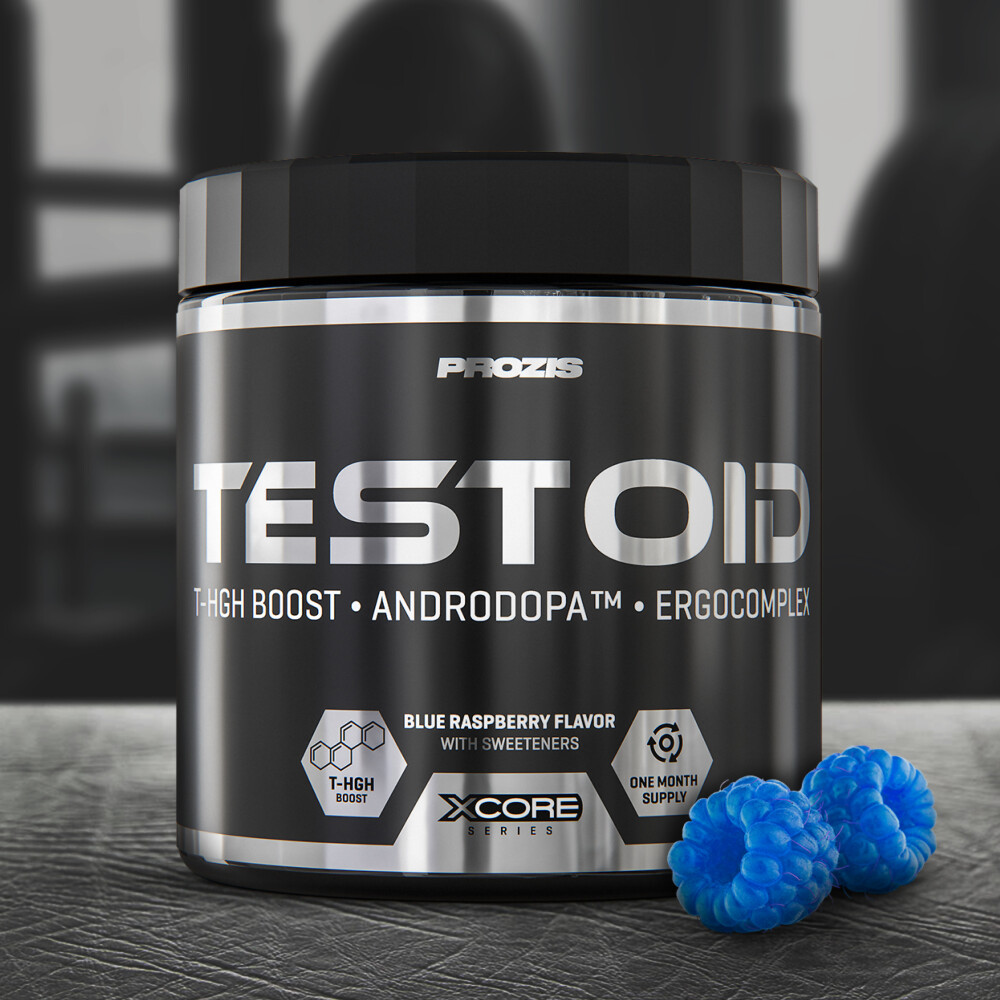 PROZIS
TESTOID
T-HGH BOOST • ANDRODOPA™ • ERGOCOMPLEX
BLUE RASPBERRY FLAVOR
WITH SWEETENERS
T-HGH
BOOST
ONE MONTH
SUPPLY
XCORE
SERIES